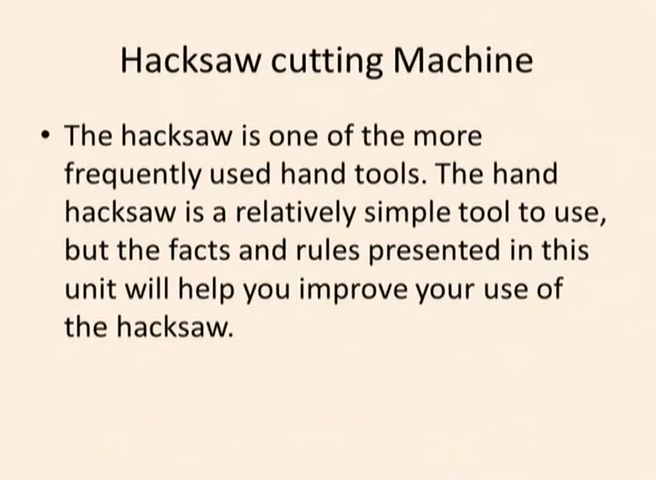 Hacksaw cutting Machine
• The hacksaw is one of the more
frequently used hand tools. The hand
hacksaw is a relatively simple tool to use,
but the facts and rules presented in this
unit will help you improve your use of
the hacksaw.